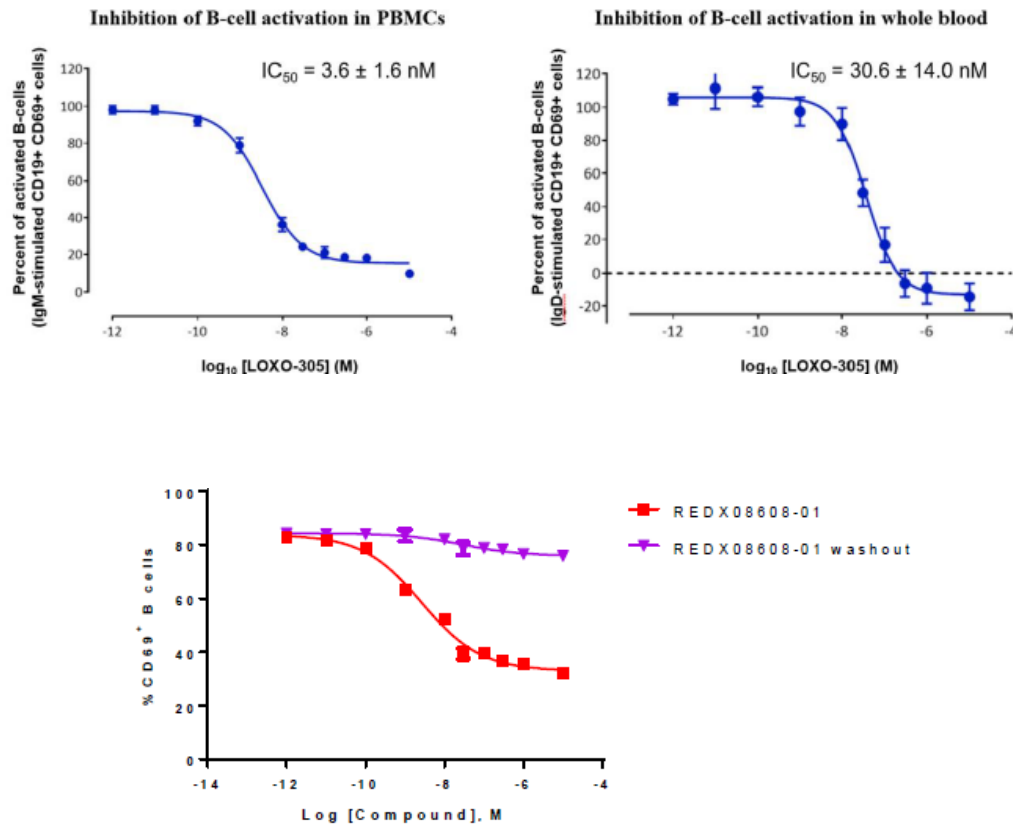 Inhibition of B-cell activation in PBMCs
IC50 = 3.6 ± 1.6 nM
Percent of activated B-cells
(IgM-stimulated CD19+ CD69+ cells)
120
100
80
60
40
20
0
-12 -10 -8 -6 -4
log10 [LOXO-305] (M)
Inhibition of B-cell activation in whole blood
IC50 = 30.6 ± 14.0 nM
Percent of activated B-cells
(IgD-stimulated CD19+ CD69+ cells)
120
100
80
60
40
20
0
-20
-12 -10 -8 -6 -4
log10 [LOXO-305] (M)
%CD69+ B cells
100
80
60
40
20
0
-14 -12 -10 -8 -6 -4
Log [Compound], M
REDX08608-01
REDX08608-01 washout